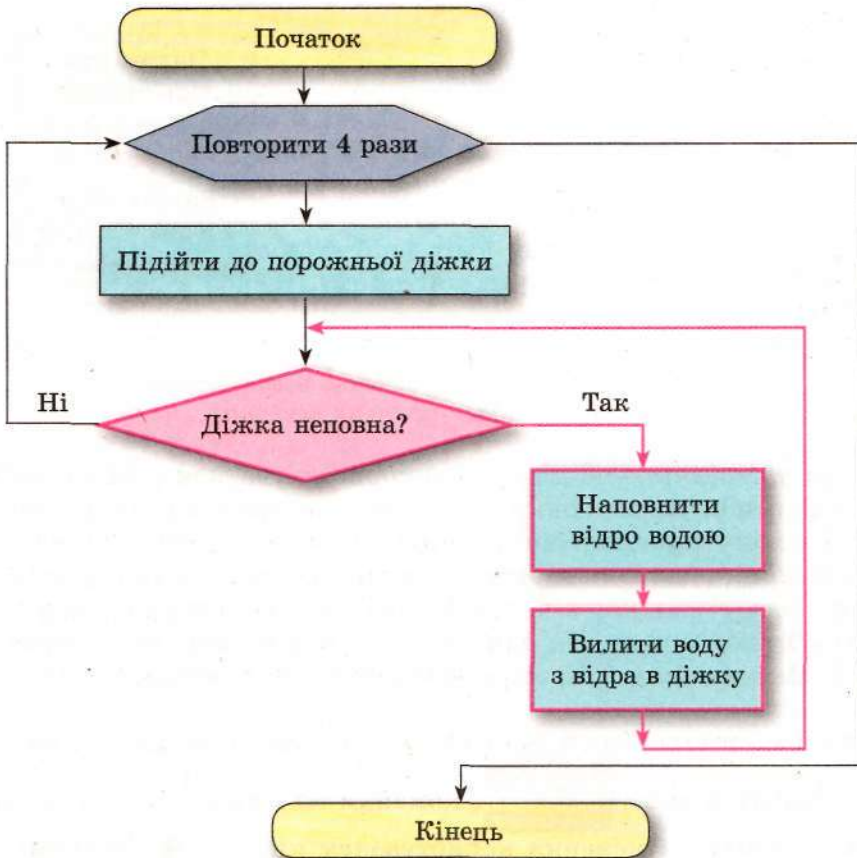 Початок
Повторити 4 рази
Підійти до порожньої діжки
Ні
Діжка неповна?
Так
Наповнити
відро водою
Вилити воду
з відра в діжку
Кінець